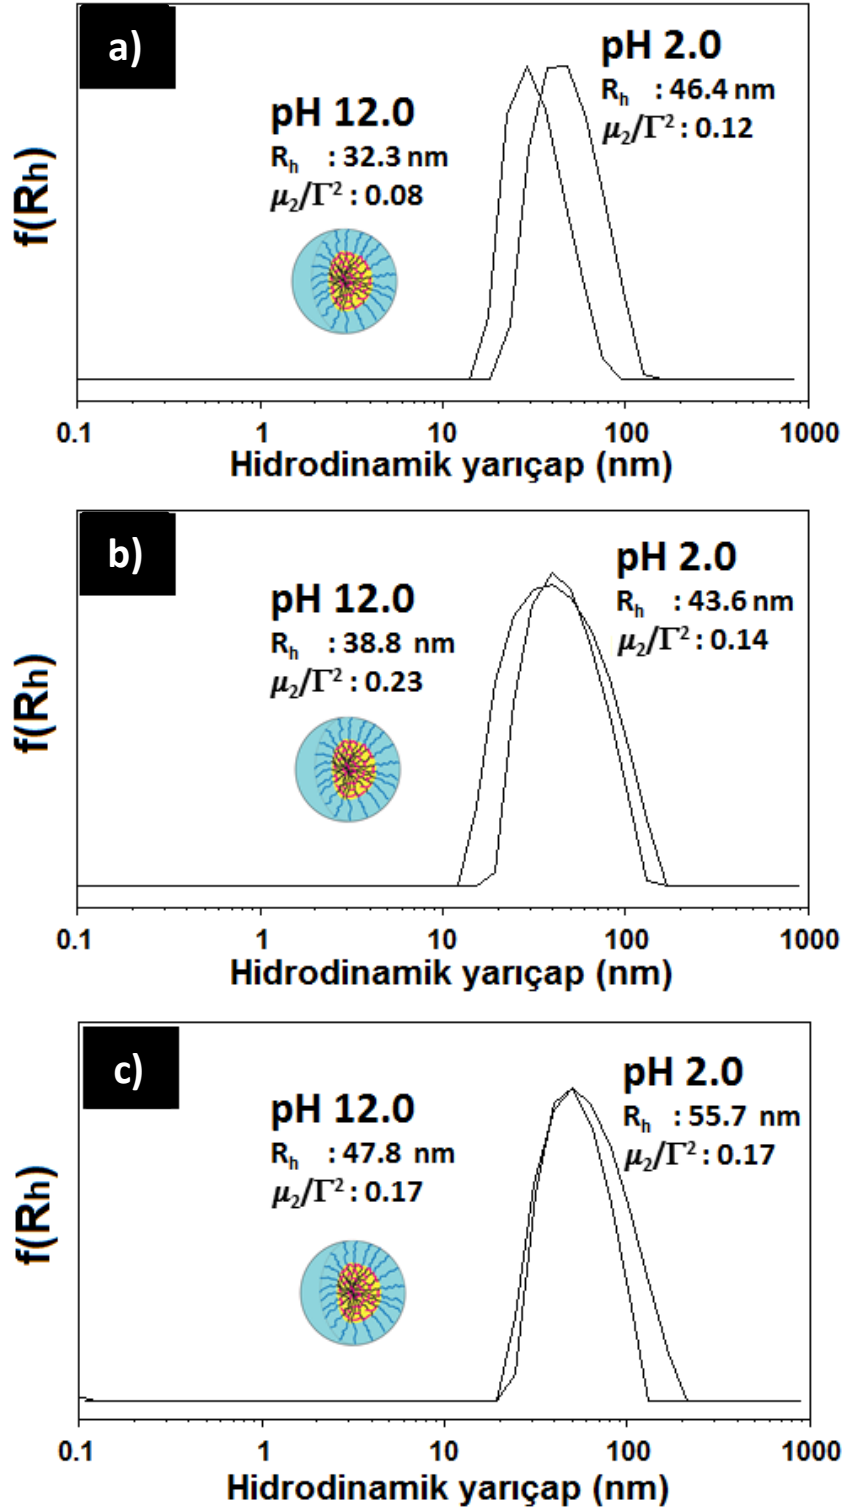 a)
pH 2.0
Rh : 46.4 nm
μ2/Γ² : 0.12
pH 12.0
Rh : 32.3 nm
μ2/Γ² : 0.08
f(Rh)
0.1 1 10 100 1000
Hidrodinamik yarıçap (nm)
b)
pH 2.0
Rh : 43.6 nm
μ2/Γ² : 0.14
pH 12.0
Rh : 38.8 nm
μ2/Γ² : 0.23
f(Rh)
0.1 1 10 100 1000
Hidrodinamik yarıçap (nm)
c)
pH 2.0
Rh : 55.7 nm
μ2/Γ² : 0.17
pH 12.0
Rh : 47.8 nm
μ2/Γ² : 0.17
f(Rh)
0.1 1 10 100 1000
Hidrodinamik yarıçap (nm)